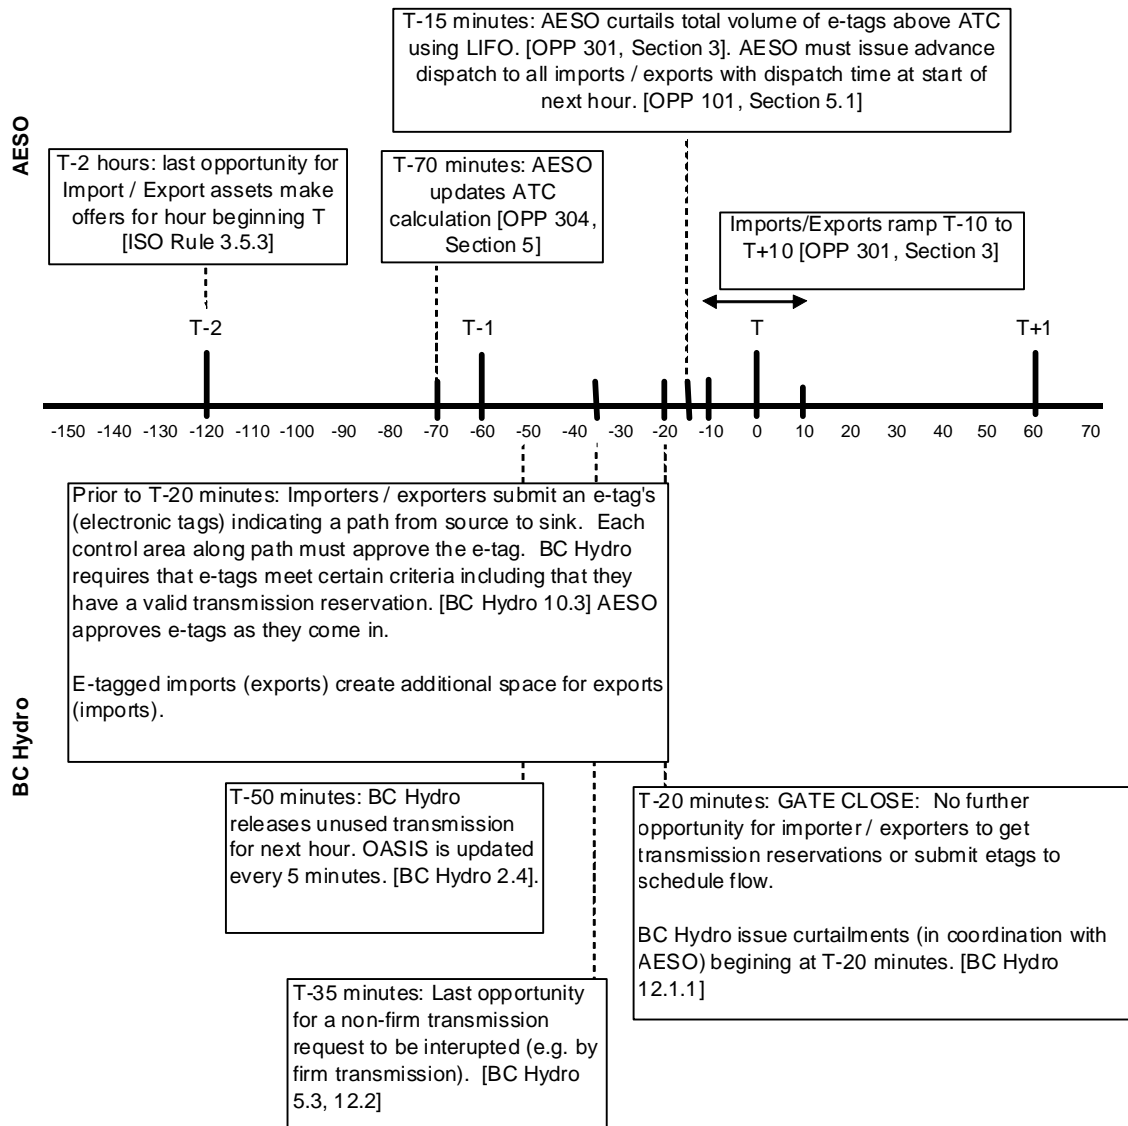 T-15 minutes: AESO curtails total volume of e-tags above ATC
using LIFO. [OPP 301, Section 3]. AESO must issue advance
dispatch to all imports / exports with dispatch time at start of
next hour. [OPP 101, Section 5.1]
AESO
T-2 hours: last opportunity for
Import / Export assets make
offers for hour beginning T
[ISO Rule 3.5.3]
T-70 minutes: AESO
updates ATC
calculation [OPP 304,
Section 5]
Imports/Exports ramp T-10 to
T+10 [OPP 301, Section 3]
T-2 T-1 T T+1
-150 -140 -130 -120 -110 -100 -90 -80 -70 -60 -50 -40 -30 -20 -10 0 10 20 30 40 50 60 70
Prior to T-20 minutes: Importers / exporters submit an e-tag's
(electronic tags) indicating a path from source to sink. Each
control area along path must approve the e-tag. BC Hydro
requires that e-tags meet certain criteria including that they
have a valid transmission reservation. [BC Hydro 10.3] AESO
approves e-tags as they come in.
E-tagged imports (exports) create additional space for exports
(imports).
BC Hydro
T-50 minutes: BC Hydro
releases unused transmission
for next hour. OASIS is updated
every 5 minutes. [BC Hydro 2.4].
T-20 minutes: GATE CLOSE: No further
opportunity for importer / exporters to get
transmission reservations or submit etags to
schedule flow.
BC Hydro issue curtailments (in coordination with
AESO) begining at T-20 minutes. [BC Hydro
12.1.1]
T-35 minutes: Last opportunity
for a non-firm transmission
request to be interupted (e.g. by
firm transmission). [BC Hydro
5.3, 12.2]